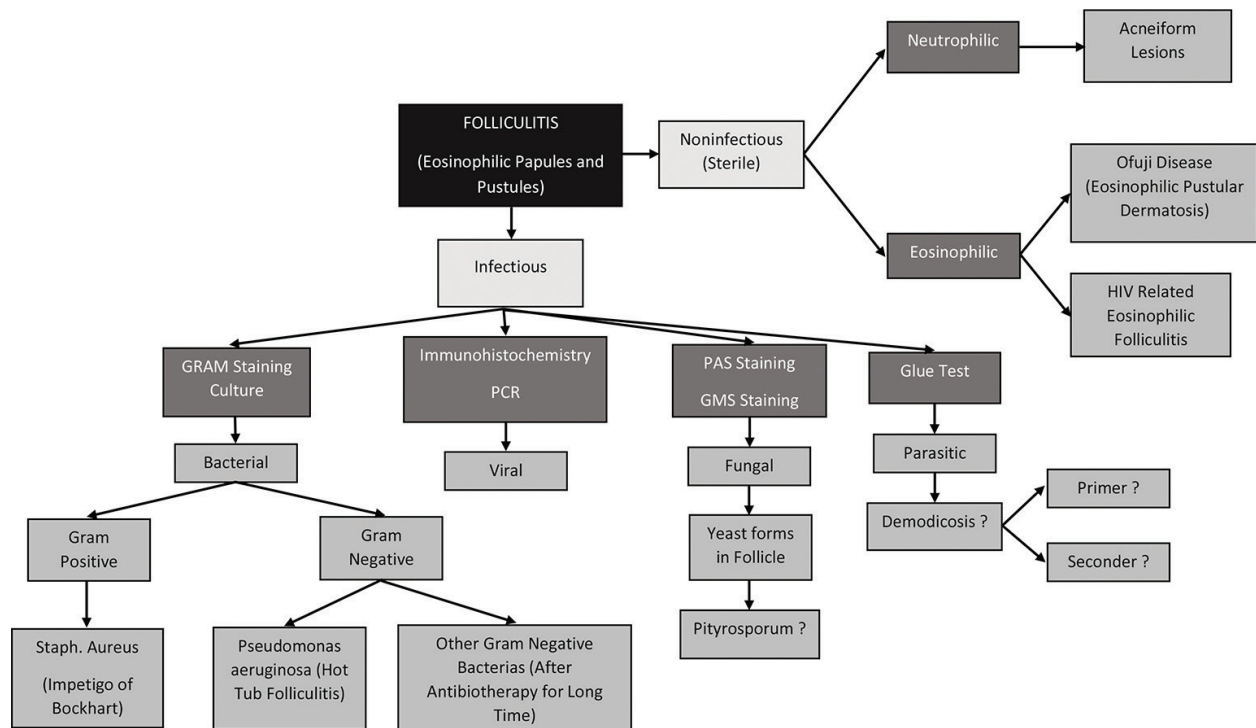 FOLLICULITIS
(Eosinophilic Papules and
Pustules)
Noninfectious
(Sterile)
Neutrophilic
Acneiform
Lesions
Eosinophilic
Ofuji Disease
(Eosinophilic Pustular
Dermatosis)
HIV Related
Eosinophilic
Folliculitis
Infectious
GRAM Staining
Culture
Immunohistochemistry
PCR
PAS Staining
GMS Staining
Glue Test
Bacterial
Viral
Fungal
Parasitic
Gram
Positive
Gram
Negative
Yeast forms
in Follicle
Demodicosis ?
Primer ?
Seconder ?
Staph. Aureus
(Impetigo of
Bockhart)
Pseudomonas
aeruginosa (Hot
Tub Folliculitis)
Other Gram Negative
Bacterias (After
Antibiotherapy for Long
Time)
Pityrosporum ?